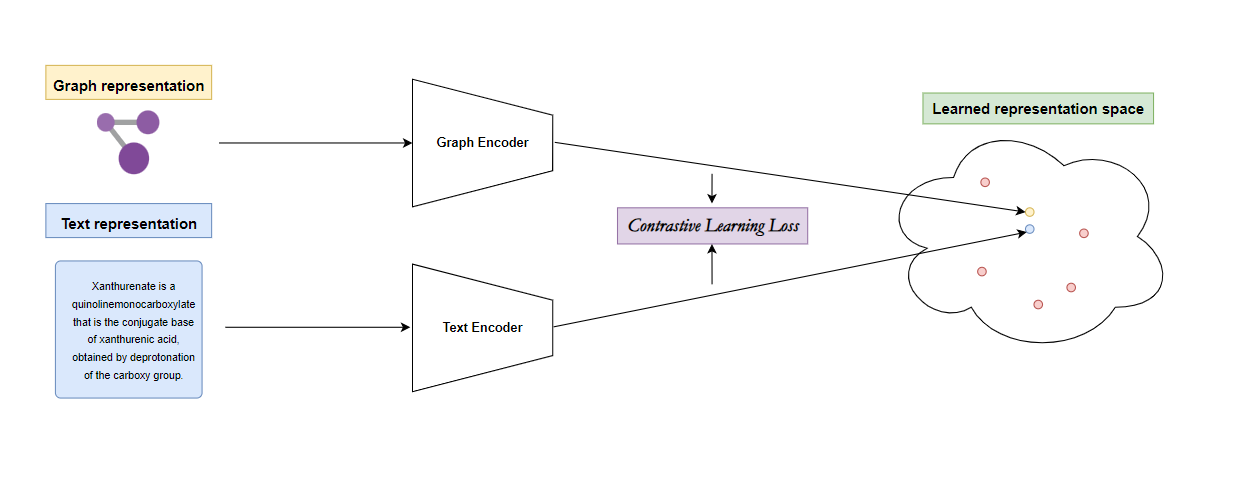 Graph representation
Graph Encoder
Learned representation space
Text representation
Contrastive Learning Loss
Xanthurenate is a
quinolinemonocarboxylate
that is the conjugate base
of xanthurenic acid,
obtained by deprotonation
of the carboxy group.
Text Encoder